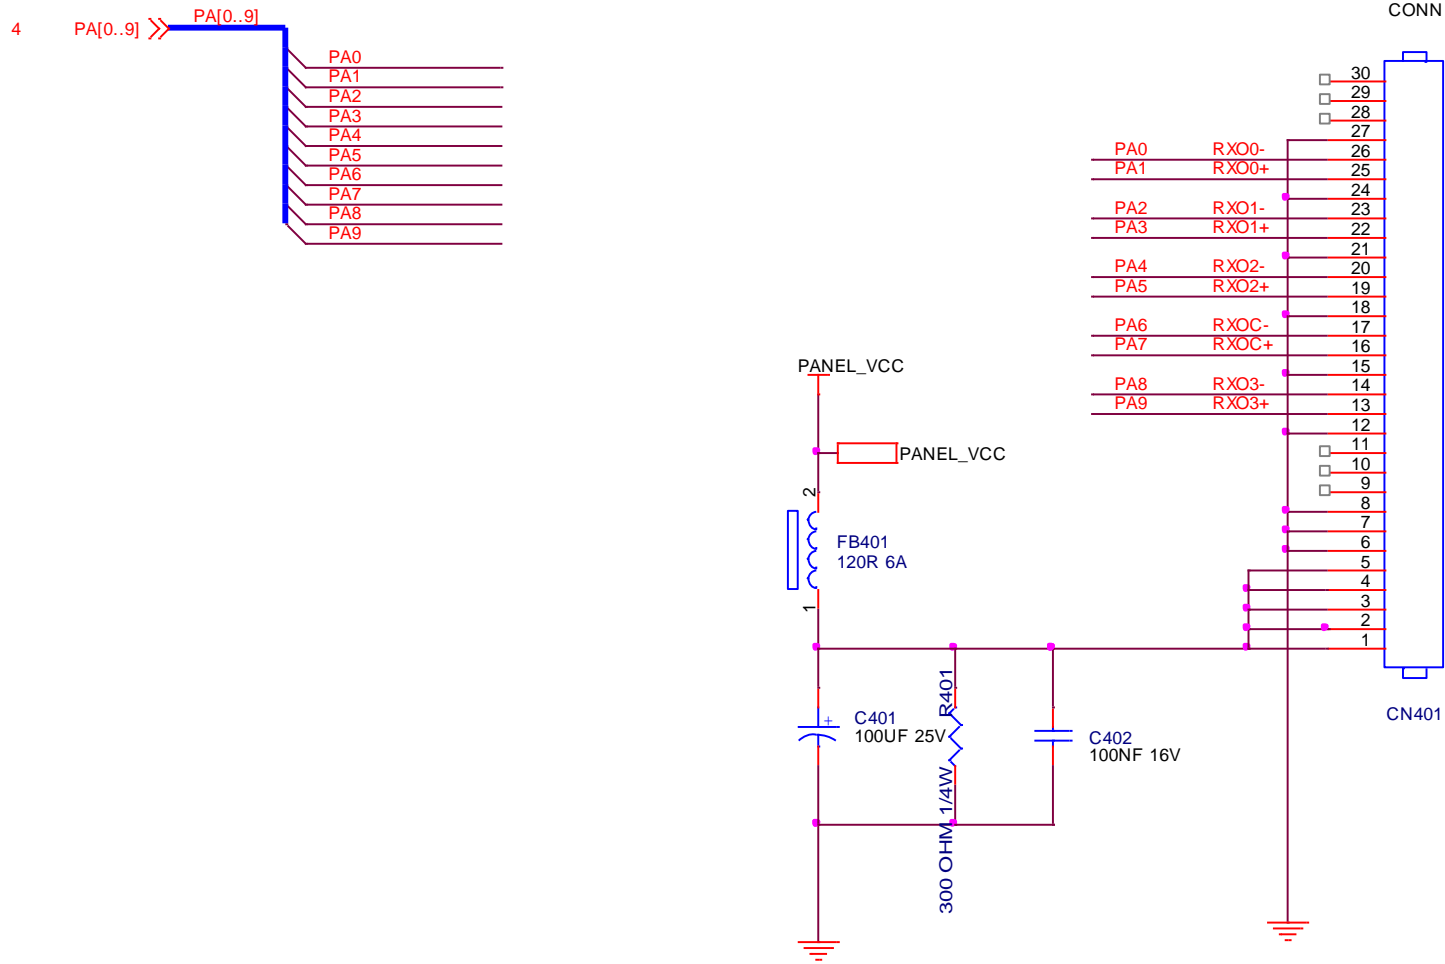 CONN
4 PA[0..9] PA[0..9]
PA0
PA1
PA2
PA3
PA4
PA5
PA6
PA7
PA8
PA9
30
29
28
27
PA0 RXO0- 26
PA1 RXO0+ 25
24
PA2 RXO1- 23
PA3 RXO1+ 22
21
PA4 RXO2- 20
PA5 RXO2+ 19
18
PA6 RXOC- 17
PA7 RXOC+ 16
15
PA8 RXO3- 14
PA9 RXO3+ 13
12
11
10
9
8
7
6
5
4
3
2
1
PANEL_VCC
PANEL_VCC
2
FB401
120R 6A
1
C401
100UF 25V
R401
300 OHM 1/4W
C402
100NF 16V
CN401